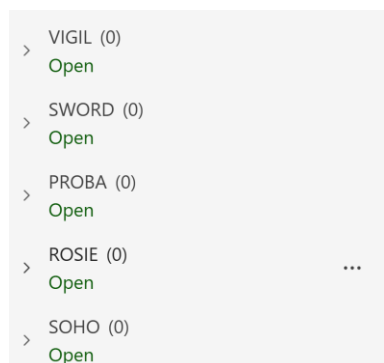 VIGIL (0)
Open
SWORD (0)
Open
PROBA (0)
Open
ROSIE (0)
Open
SOHO (0)
Open